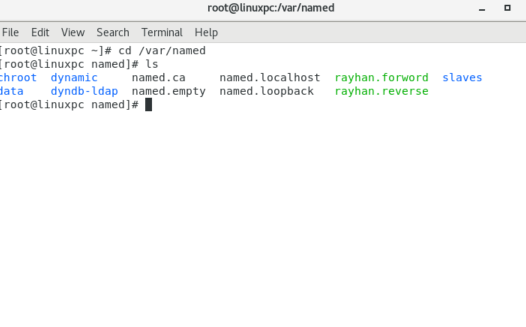 root@linuxpc:/var/named
File Edit View Search Terminal Help
[root@linuxpc ~]# cd /var/named
[root@linuxpc named]# ls
chroot dynamic named.ca named.localhost rayhan.forword slaves
data dyndb-ldap named.empty named.loopback rayhan.reverse
[root@linuxpc named]#